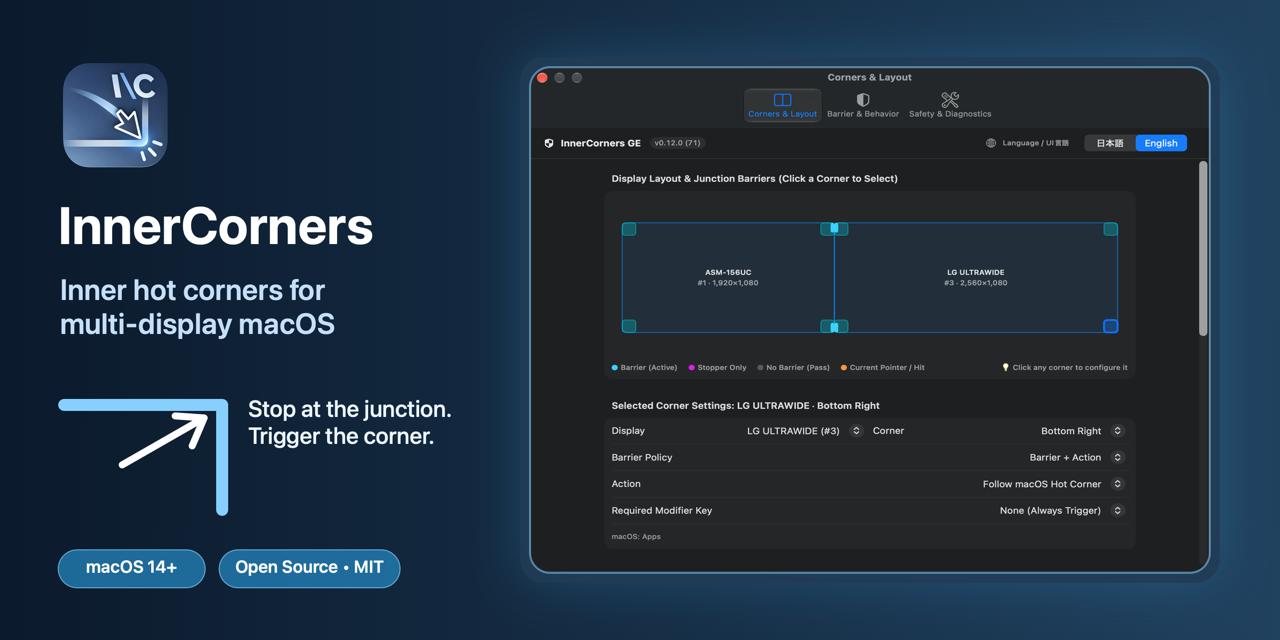 I\C
InnerCorners
Inner hot corners for
multi-display macOS
Stop at the junction.
Trigger the corner.
macOS 14+
Open Source • MIT
Corners & Layout
Corners & Layout
Barrier & Behavior
Safety & Diagnostics
InnerCorners GE
v0.12.0 (71)
Language / UI 言語
日本語
English
Display Layout & Junction Barriers (Click a Corner to Select)
ASM-156UC
#1 · 1,920×1,080
LG ULTRAWIDE
#3 · 2,560×1,080
Barrier (Active)
Stopper Only
No Barrier (Pass)
Current Pointer / Hit
Click any corner to configure it
Selected Corner Settings: LG ULTRAWIDE · Bottom Right
Display
LG ULTRAWIDE (#3)
Corner
Bottom Right
Barrier Policy
Barrier + Action
Action
Follow macOS Hot Corner
Required Modifier Key
None (Always Trigger)
macOS: Apps